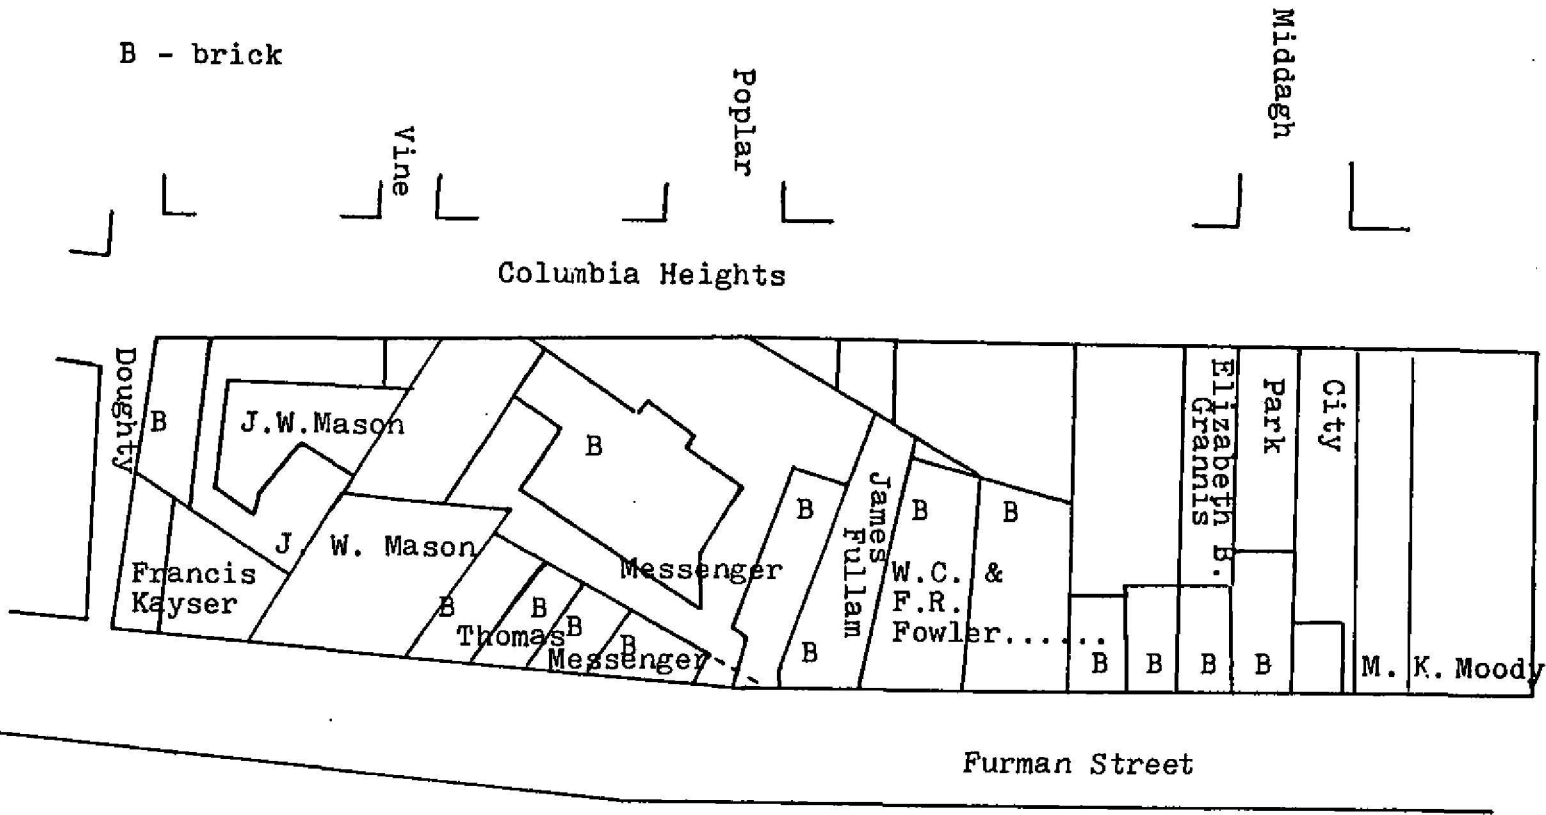 B - brick
Vine
Poplar
Middagh
Columbia Heights
Doughty
B
J.W.Mason
B
Elizabeth B.
Grannis
Park
City
B
James
Fullam
B
B
J. W. Mason
Francis
Kayser
Messenger
W.C. &
F.R.
Fowler......
B
B
B
B
Thomas
Messenger
B
B
B
B
B
M. K. Moody
Furman Street